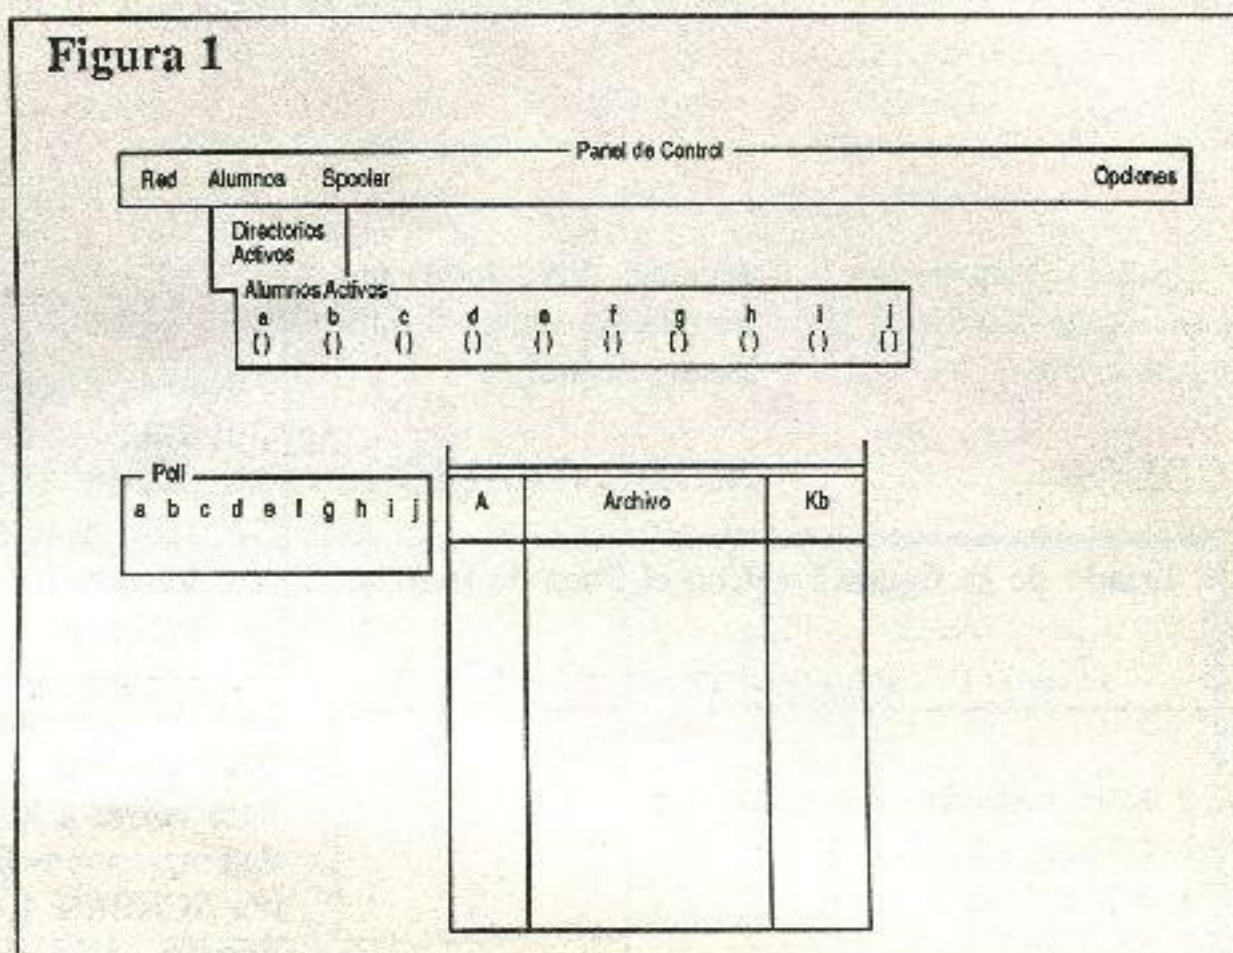 Figura 1
Panel de Control
Red Alumnos Spooler Opciones
Directorios
Activos
Alumnos Activos
a b c d e f g h i j
() () () () () () () () () ()
Poll
a b c d e f g h i j
A Archivo Kb